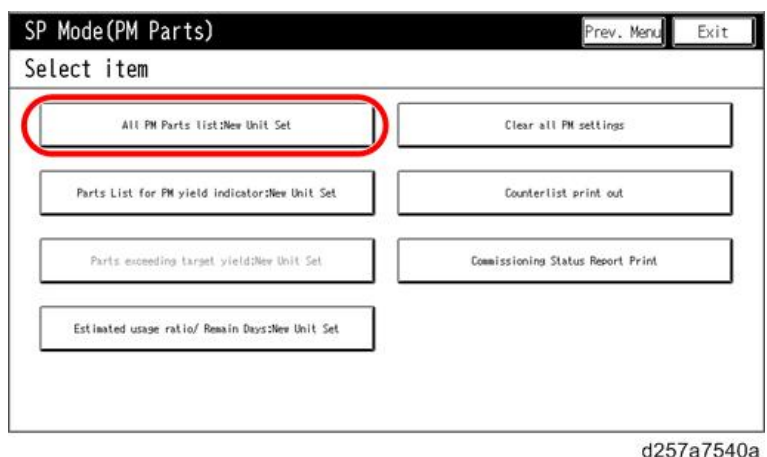 SP Mode(PM Parts)
Prev. Menu
Exit
Select item
All PM Parts list:New Unit Set
Clear all PM settings
Parts List for PM yield indicator:New Unit Set
Counterlist print out
Parts exceeding target yield:New Unit Set
Commissioning Status Report Print
Estimated usage ratio/ Remain Days:New Unit Set
d257a7540a